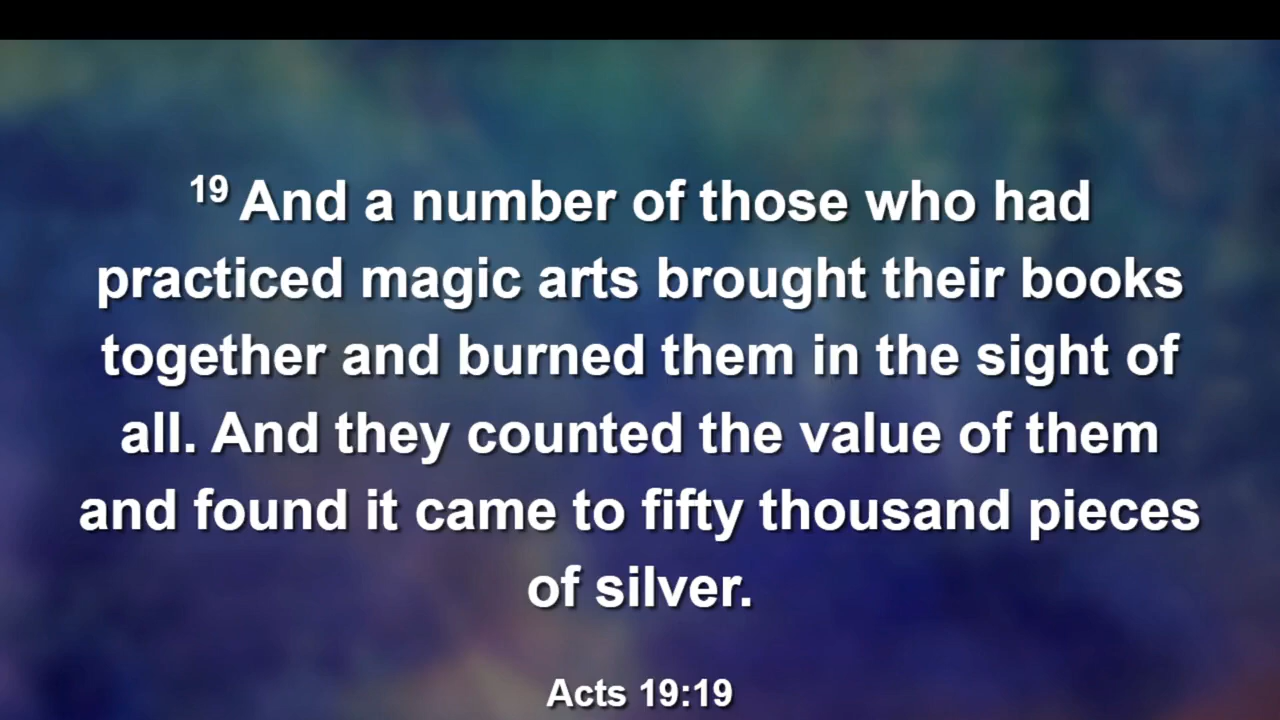 19 And a number of those who had
practiced magic arts brought their books
together and burned them in the sight of
all. And they counted the value of them
and found it came to fifty thousand pieces
of silver.
Acts 19:19